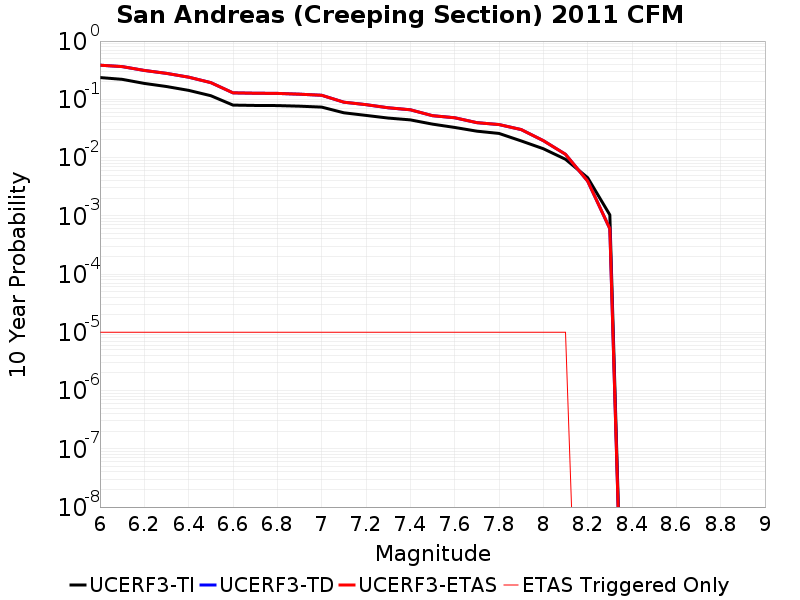 San Andreas (Creeping Section) 2011 CFM
10 Year Probability
10^0
10^-1
10^-2
10^-3
10^-4
10^-5
10^-6
10^-7
10^-8
6 6.2 6.4 6.6 6.8 7 7.2 7.4 7.6 7.8 8 8.2 8.4 8.6 8.8 9
Magnitude
UCERF3-TI UCERF3-TD UCERF3-ETAS ETAS Triggered Only